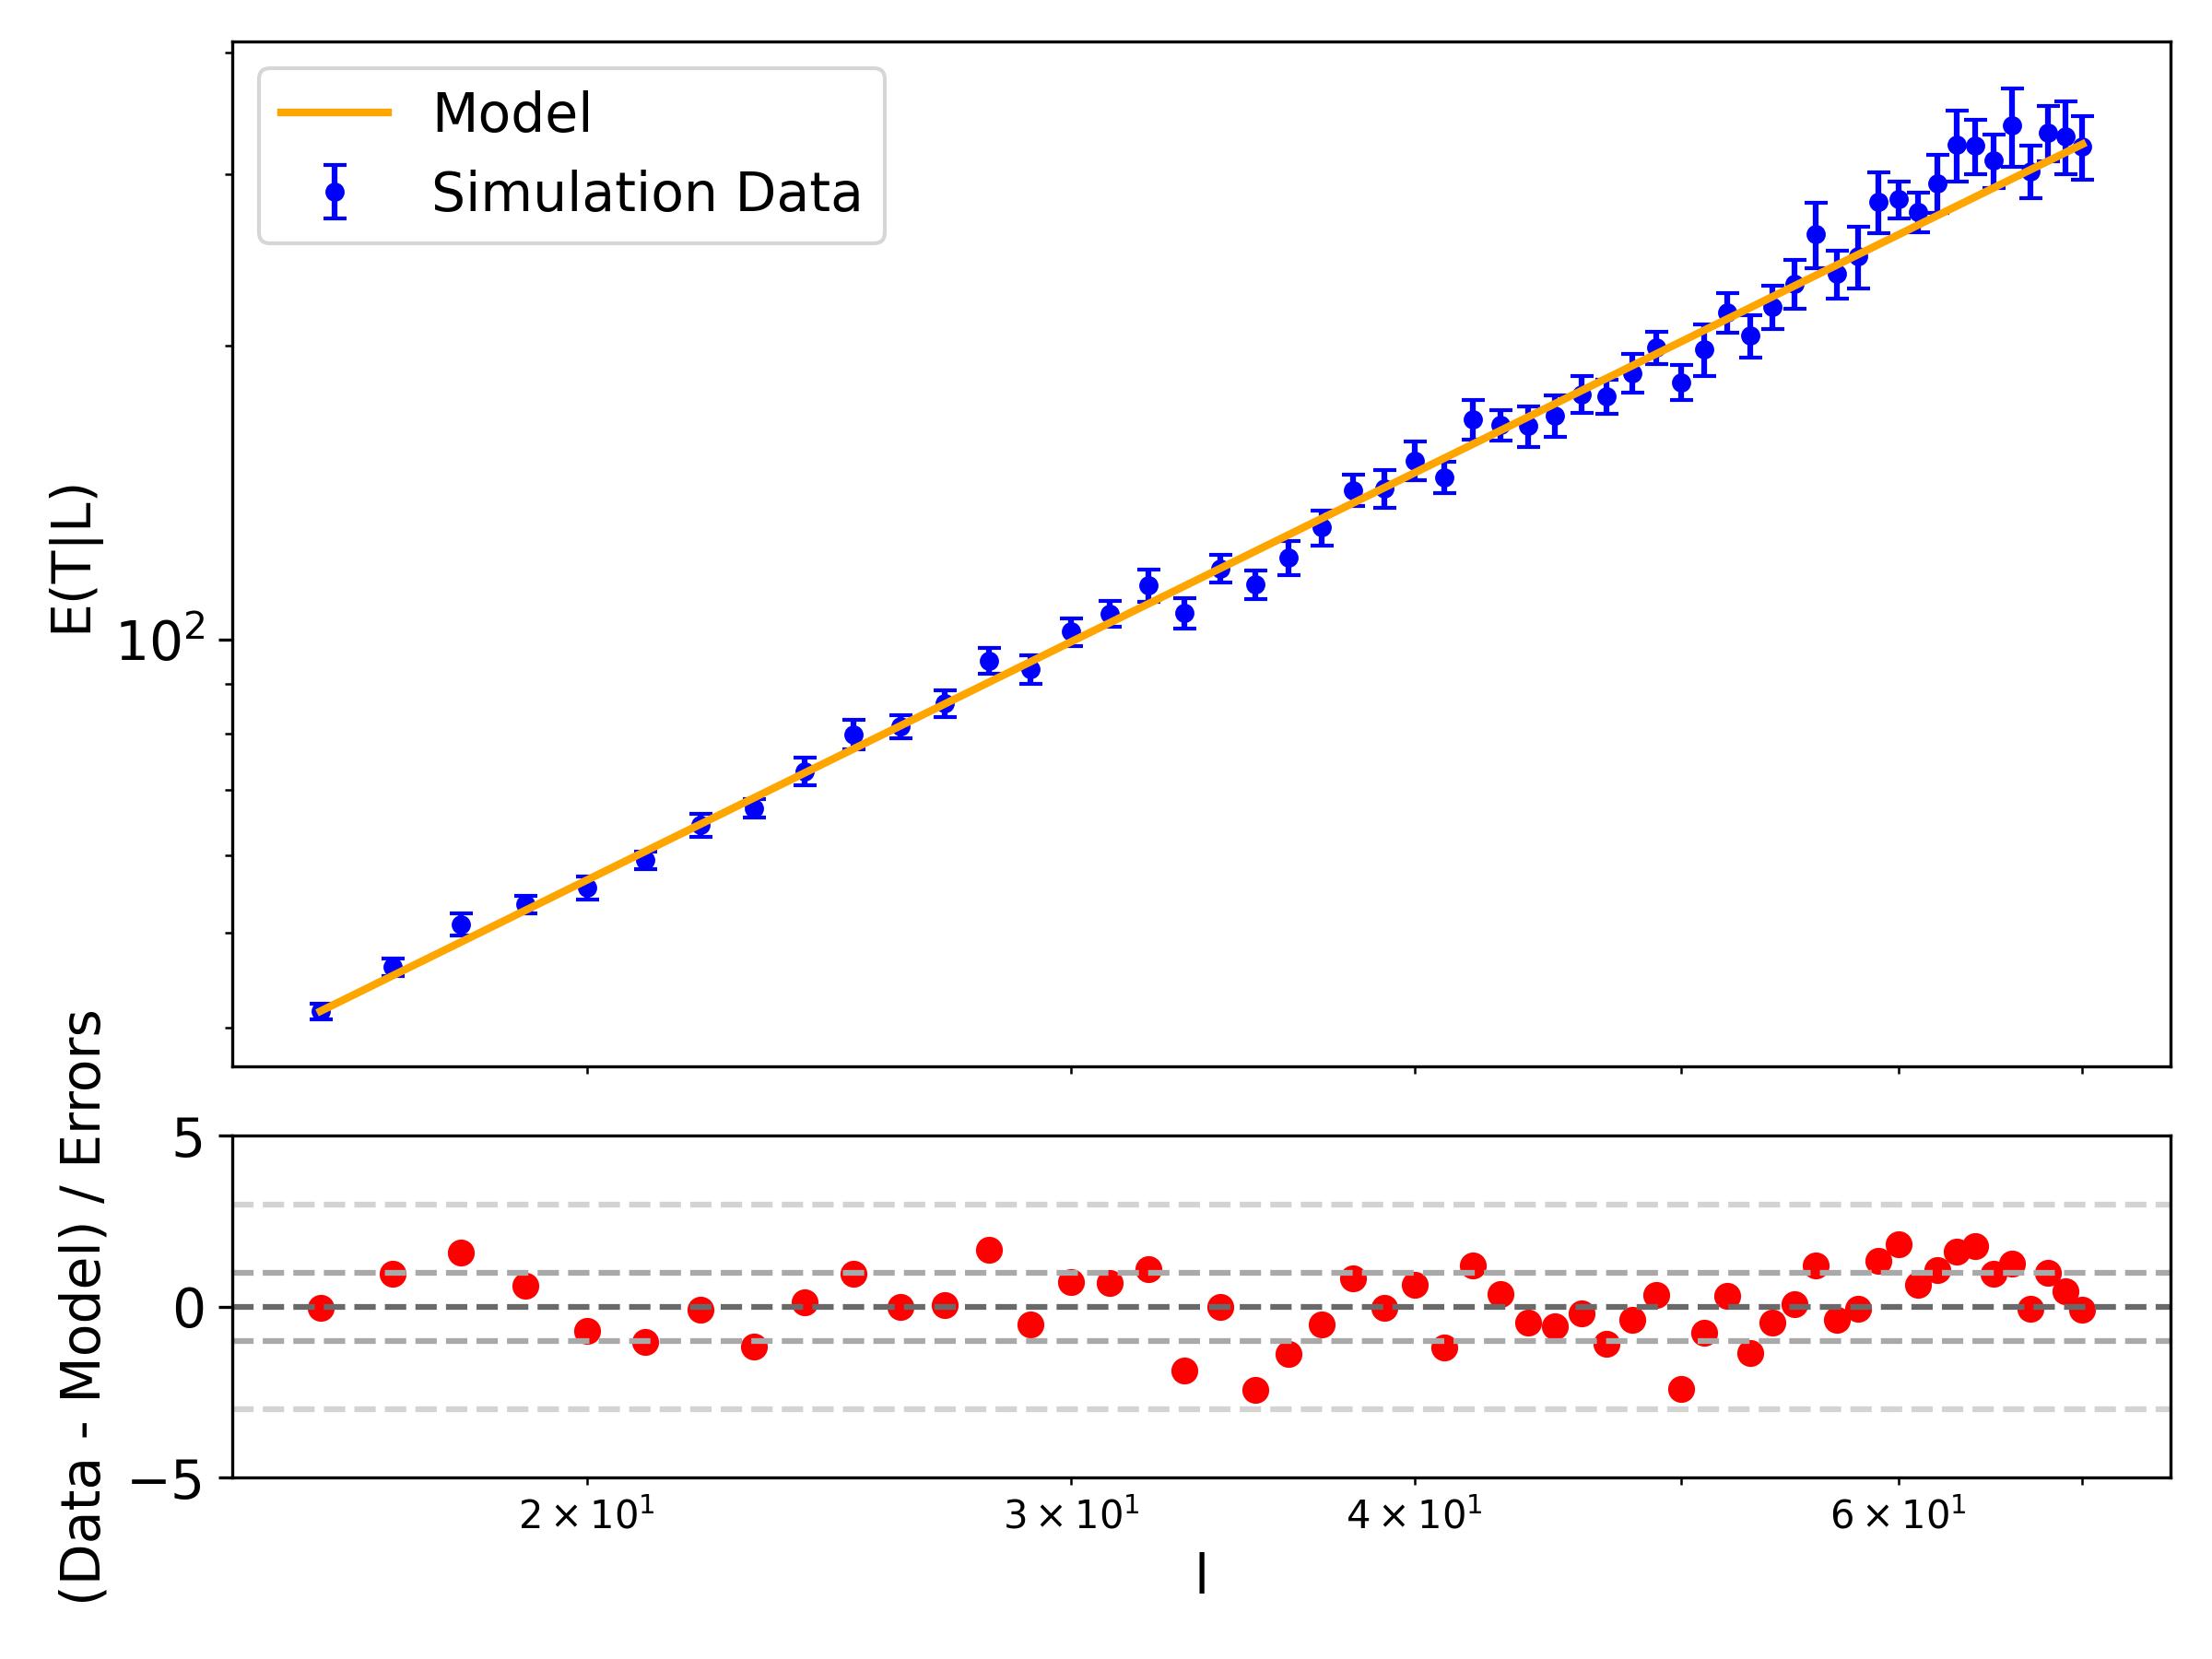 Model
Simulation Data
E(T|L)
10²
(Data - Model) / Errors
5
0
−5
2 × 10¹
3 × 10¹
4 × 10¹
6 × 10¹
l